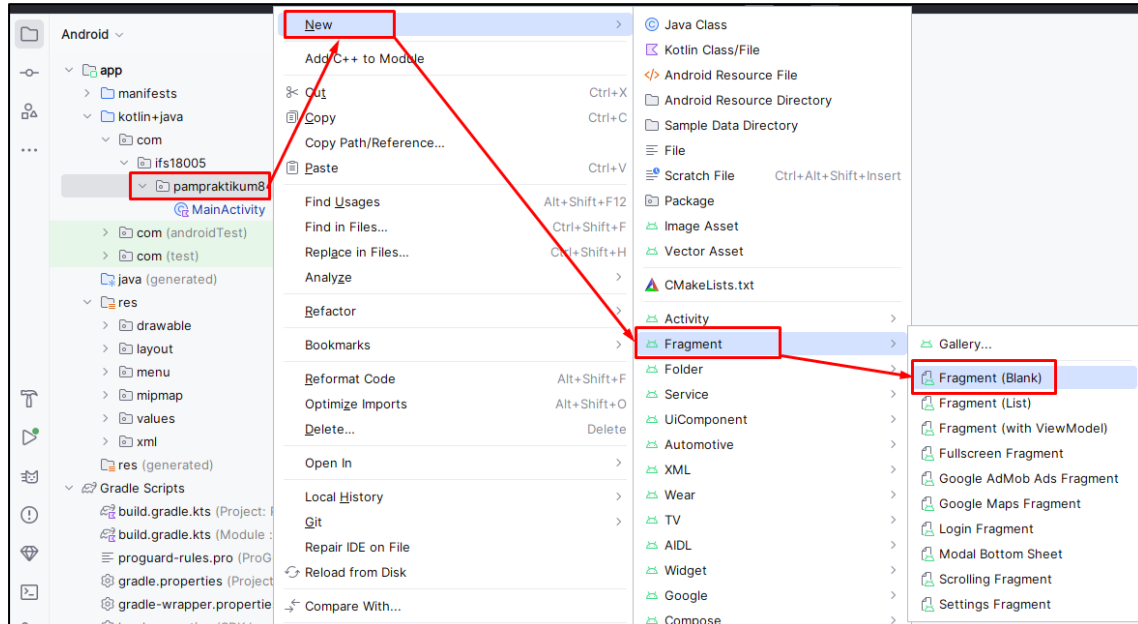 Android
app
manifests
kotlin+java
com
ifs18005
pampraktikum8
MainActivity
com (androidTest)
com (test)
java (generated)
res
drawable
layout
menu
mipmap
values
xml
res (generated)
Gradle Scripts
build.gradle.kts (Project:
build.gradle.kts (Module :
proguard-rules.pro (ProG
gradle.properties (Project
gradle-wrapper.propertie
New
Add C++ to Module
Cut Ctrl+X
Copy Ctrl+C
Copy Path/Reference...
Paste Ctrl+V
Find Usages Alt+Shift+F12
Find in Files... Ctrl+Shift+F
Replace in Files... Ctrl+Shift+H
Analyze
Refactor
Bookmarks
Reformat Code Alt+Shift+F
Optimize Imports Alt+Shift+O
Delete... Delete
Open In
Local History
Git
Repair IDE on File
Reload from Disk
Compare With...
Java Class
Kotlin Class/File
Android Resource File
Android Resource Directory
Sample Data Directory
File
Scratch File Ctrl+Alt+Shift+Insert
Package
Image Asset
Vector Asset
CMakeLists.txt
Activity
Fragment
Folder
Service
UiComponent
Automotive
XML
Wear
TV
AIDL
Widget
Google
Compose
Gallery...
Fragment (Blank)
Fragment (List)
Fragment (with ViewModel)
Fullscreen Fragment
Google AdMob Ads Fragment
Google Maps Fragment
Login Fragment
Modal Bottom Sheet
Scrolling Fragment
Settings Fragment